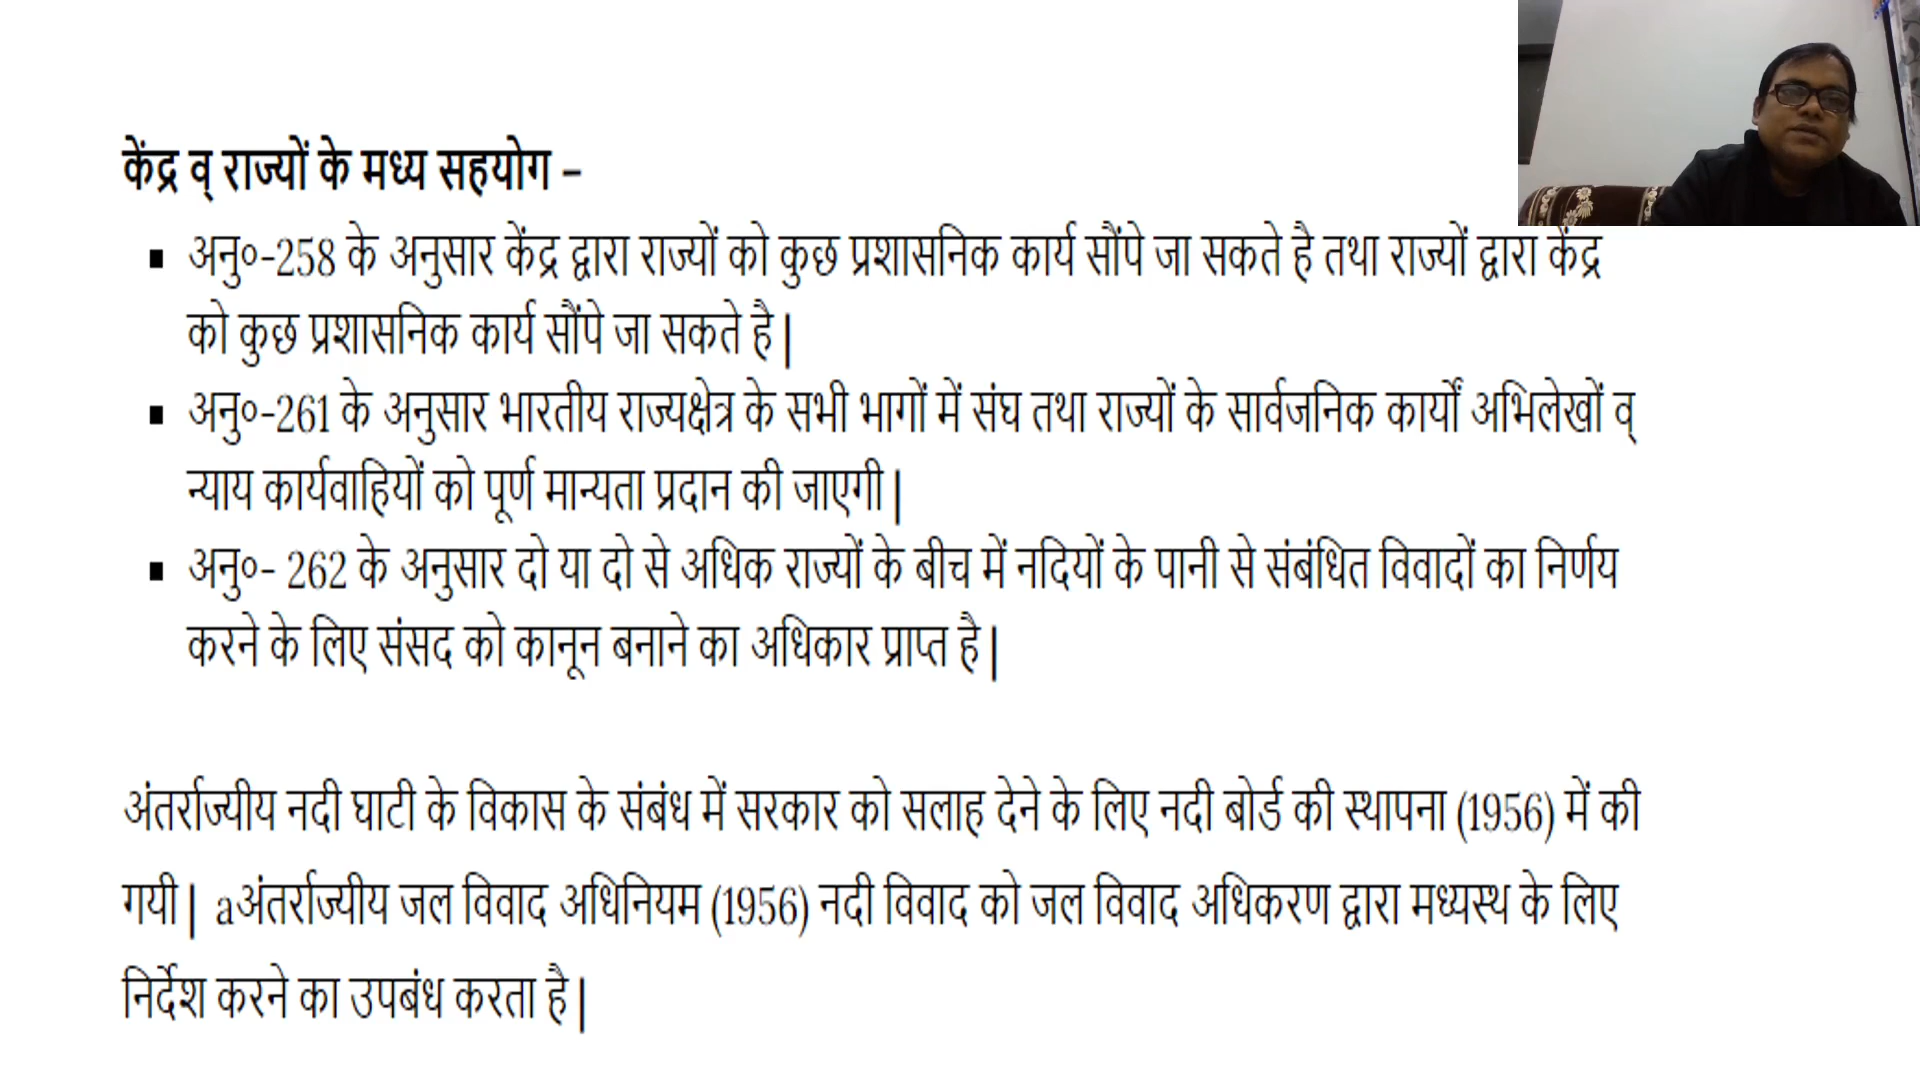 केंद्र व् राज्यों के मध्य सहयोग –
▪ अनु०-258 के अनुसार केंद्र द्वारा राज्यों को कुछ प्रशासनिक कार्य सौंपे जा सकते है तथा राज्यों द्वारा केंद्र
को कुछ प्रशासनिक कार्य सौंपे जा सकते है|
▪ अनु०-261 के अनुसार भारतीय राज्यक्षेत्र के सभी भागों में संघ तथा राज्यों के सार्वजनिक कार्यों अभिलेखों व्
न्याय कार्यवाहियों को पूर्ण मान्यता प्रदान की जाएगी|
▪ अनु०- 262 के अनुसार दो या दो से अधिक राज्यों के बीच में नदियों के पानी से संबंधित विवादों का निर्णय
करने के लिए संसद को कानून बनाने का अधिकार प्राप्त है|
अंतर्राज्यीय नदी घाटी के विकास के संबंध में सरकार को सलाह देने के लिए नदी बोर्ड की स्थापना (1956) में की
गयी| aअंतर्राज्यीय जल विवाद अधिनियम (1956) नदी विवाद को जल विवाद अधिकरण द्वारा मध्यस्थ के लिए
निर्देश करने का उपबंध करता है|